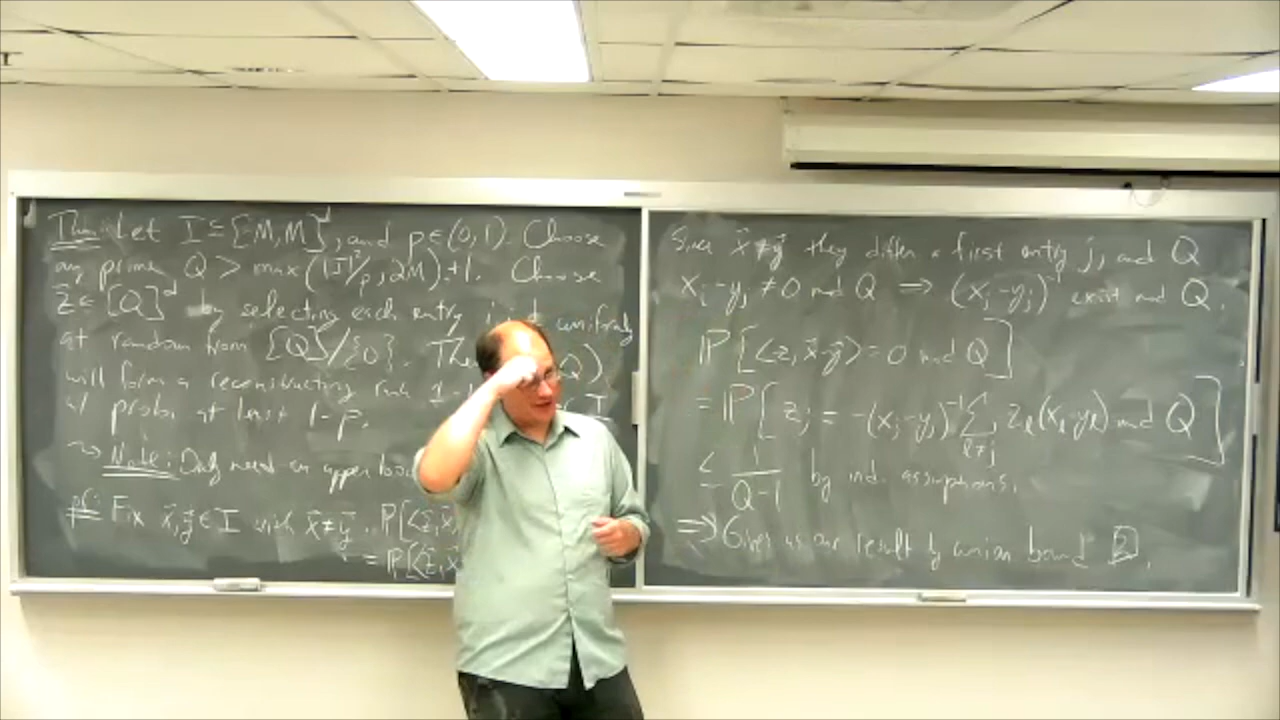 Thm: Let I ⊆ [-M,M]^d, and p ∈ (0,1). Choose
any prime Q > max(|I|²/p, 2M)+1. Choose
z⃗ ∈ [Q]^d by selecting each entry i.i.d. uniformly
at random from [Q]/{0}. Then Q)
will form a reconstructing rank 1 I
w/ prob. at least 1-p.
~> Note: Only need an upper
pf: Fix x⃗, y⃗ ∈ I with x⃗ ≠ y⃗. P[<z⃗,x⃗
= P[<z⃗,x⃗
Since x⃗ ≠ y⃗ they differ a first entry j, and Q
x_j - y_j ≠ 0 mod Q ⟹ (x_j - y_j)^{-1} exist mod Q.
P[<z, x⃗-y⃗> = 0 mod Q]
= P[z_j = -(x_j - y_j)^{-1} ∑_{ℓ≠j} z_ℓ(x_ℓ - y_ℓ) mod Q]
≤ 1/(Q-1) by ind. assumptions.
⟹ Gives us our result by union bound